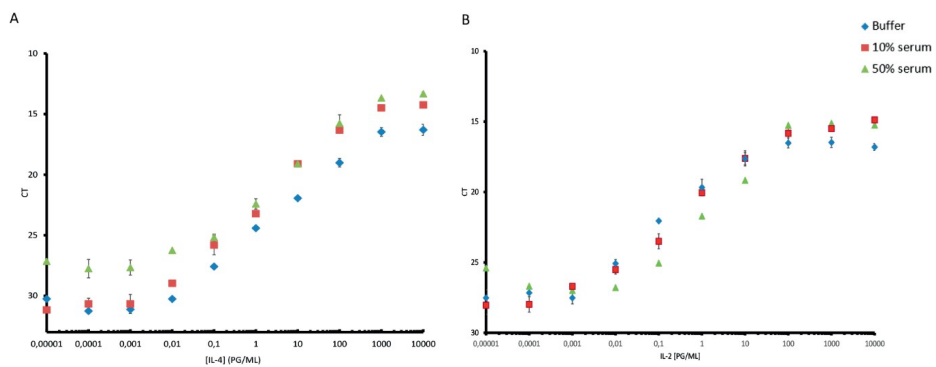 A
B
Buffer
10% serum
50% serum
10
15
20
25
30
CT
0,00001 0,0001 0,001 0,01 0,1 1 10 100 1000 10000
[IL-4] (PG/ML)
10
15
20
25
30
CT
0,00001 0,0001 0,001 0,01 0,1 1 10 100 1000 10000
IL-2 [PG/ML]